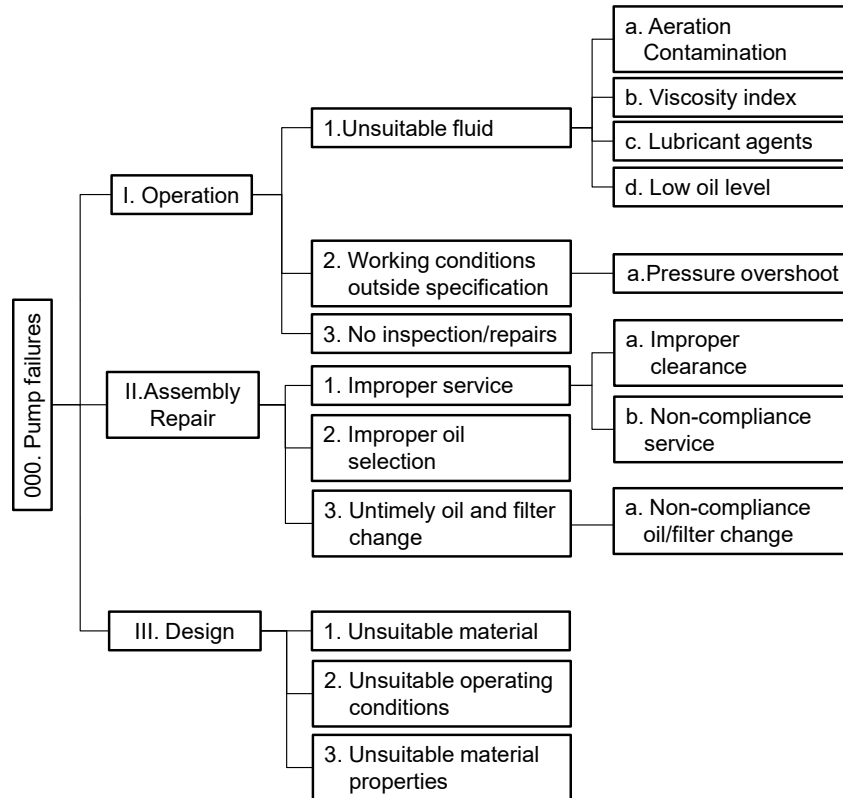 000. Pump failures
I. Operation
1.Unsuitable fluid
a. Aeration
Contamination
b. Viscosity index
c. Lubricant agents
d. Low oil level
2. Working conditions
outside specification
a.Pressure overshoot
3. No inspection/repairs
II.Assembly
Repair
1. Improper service
a. Improper
clearance
b. Non-compliance
service
2. Improper oil
selection
3. Untimely oil and filter
change
a. Non-compliance
oil/filter change
III. Design
1. Unsuitable material
2. Unsuitable operating
conditions
3. Unsuitable material
properties